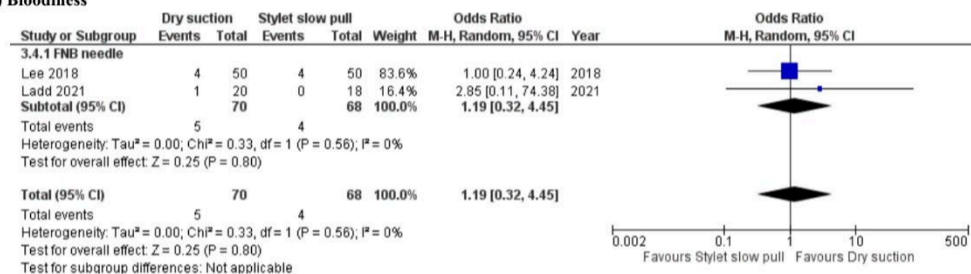 Bloodiness
Dry suction Stylet slow pull Odds Ratio Odds Ratio
Study or Subgroup Events Total Events Total Weight M-H, Random, 95% CI Year M-H, Random, 95% CI
3.4.1 FNB needle
Lee 2018 4 50 4 50 83.6% 1.00 [0.24, 4.24] 2018
Ladd 2021 1 20 0 18 16.4% 2.85 [0.11, 74.38] 2021
Subtotal (95% CI) 70 68 100.0% 1.19 [0.32, 4.45]
Total events 5 4
Heterogeneity: Tau² = 0.00; Chi² = 0.33, df = 1 (P = 0.56); I² = 0%
Test for overall effect: Z = 0.25 (P = 0.80)
Total (95% CI) 70 68 100.0% 1.19 [0.32, 4.45]
Total events 5 4
Heterogeneity: Tau² = 0.00; Chi² = 0.33, df = 1 (P = 0.56); I² = 0%
Test for overall effect: Z = 0.25 (P = 0.80)
Test for subgroup differences: Not applicable
0.002 0.1 1 10 500
Favours Stylet slow pull Favours Dry suction